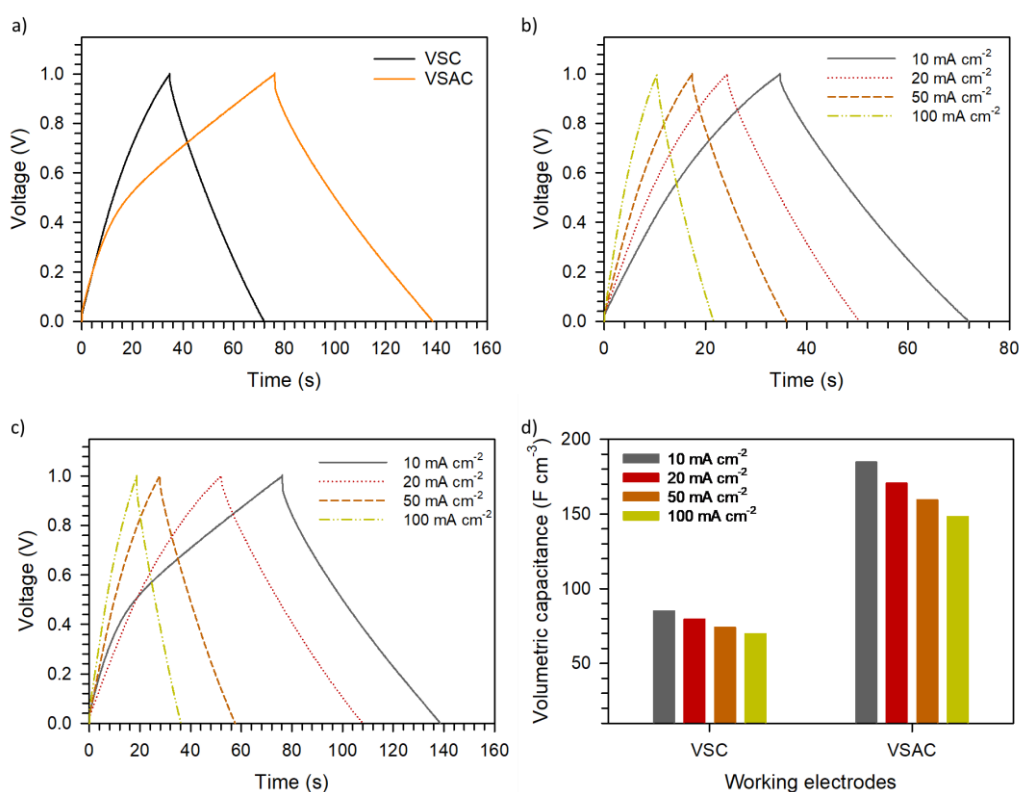 a)
VSC
VSAC
Voltage (V)
1.0
0.8
0.6
0.4
0.2
0.0
0 20 40 60 80 100 120 140 160
Time (s)
b)
10 mA cm-2
20 mA cm-2
50 mA cm-2
100 mA cm-2
Voltage (V)
1.0
0.8
0.6
0.4
0.2
0.0
0 20 40 60 80
Time (s)
c)
10 mA cm-2
20 mA cm-2
50 mA cm-2
100 mA cm-2
Voltage (V)
1.0
0.8
0.6
0.4
0.2
0.0
0 20 40 60 80 100 120 140 160
Time (s)
d)
10 mA cm-2
20 mA cm-2
50 mA cm-2
100 mA cm-2
Volumetric capacitance (F cm-3)
200
150
100
50
VSC VSAC
Working electrodes